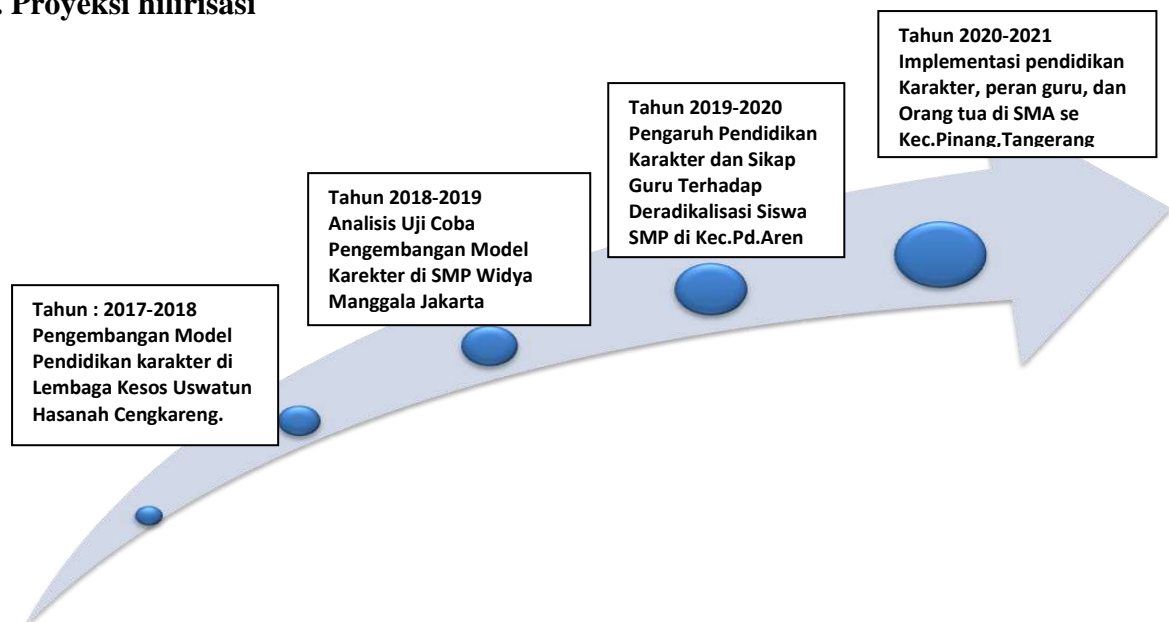 . Proyeksi hilirisasi
Tahun : 2017-2018
Pengembangan Model
Pendidikan karakter di
Lembaga Kesos Uswatun
Hasanah Cengkareng.
Tahun 2018-2019
Analisis Uji Coba
Pengembangan Model
Karekter di SMP Widya
Manggala Jakarta
Tahun 2019-2020
Pengaruh Pendidikan
Karakter dan Sikap
Guru Terhadap
Deradikalisasi Siswa
SMP di Kec.Pd.Aren
Tahun 2020-2021
Implementasi pendidikan
Karakter, peran guru, dan
Orang tua di SMA se
Kec.Pinang,Tangerang